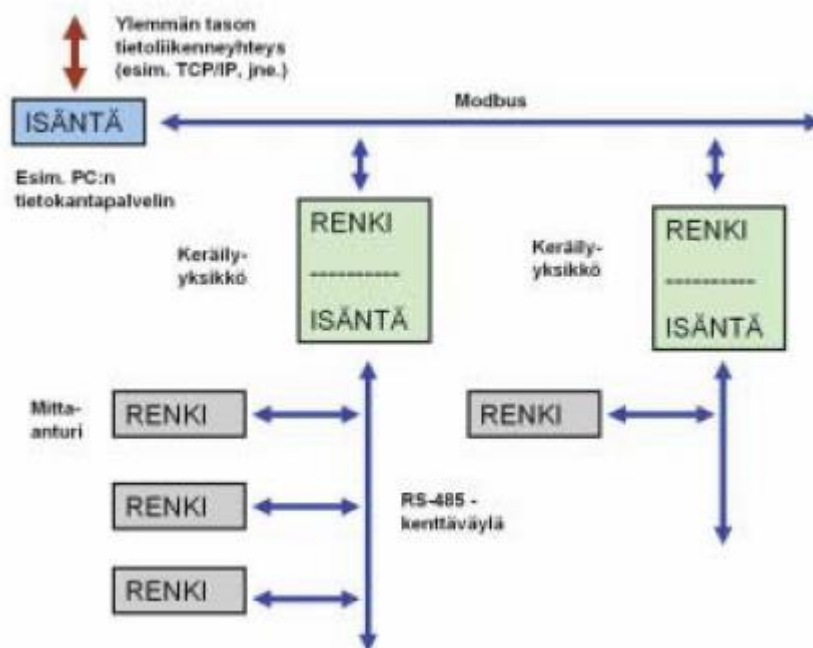 Ylemmän tason
tietoliikenneyhteys
(esim. TCP/IP, jne.)
ISÄNTÄ
Modbus
Esim. PC:n
tietokantapalvelin
Keräily-
yksikkö
RENKI
----------
ISÄNTÄ
Keräily-
yksikkö
RENKI
----------
ISÄNTÄ
Mitta-
anturi
RENKI
RENKI
RENKI
RS-485 -
kenttäväylä
RENKI